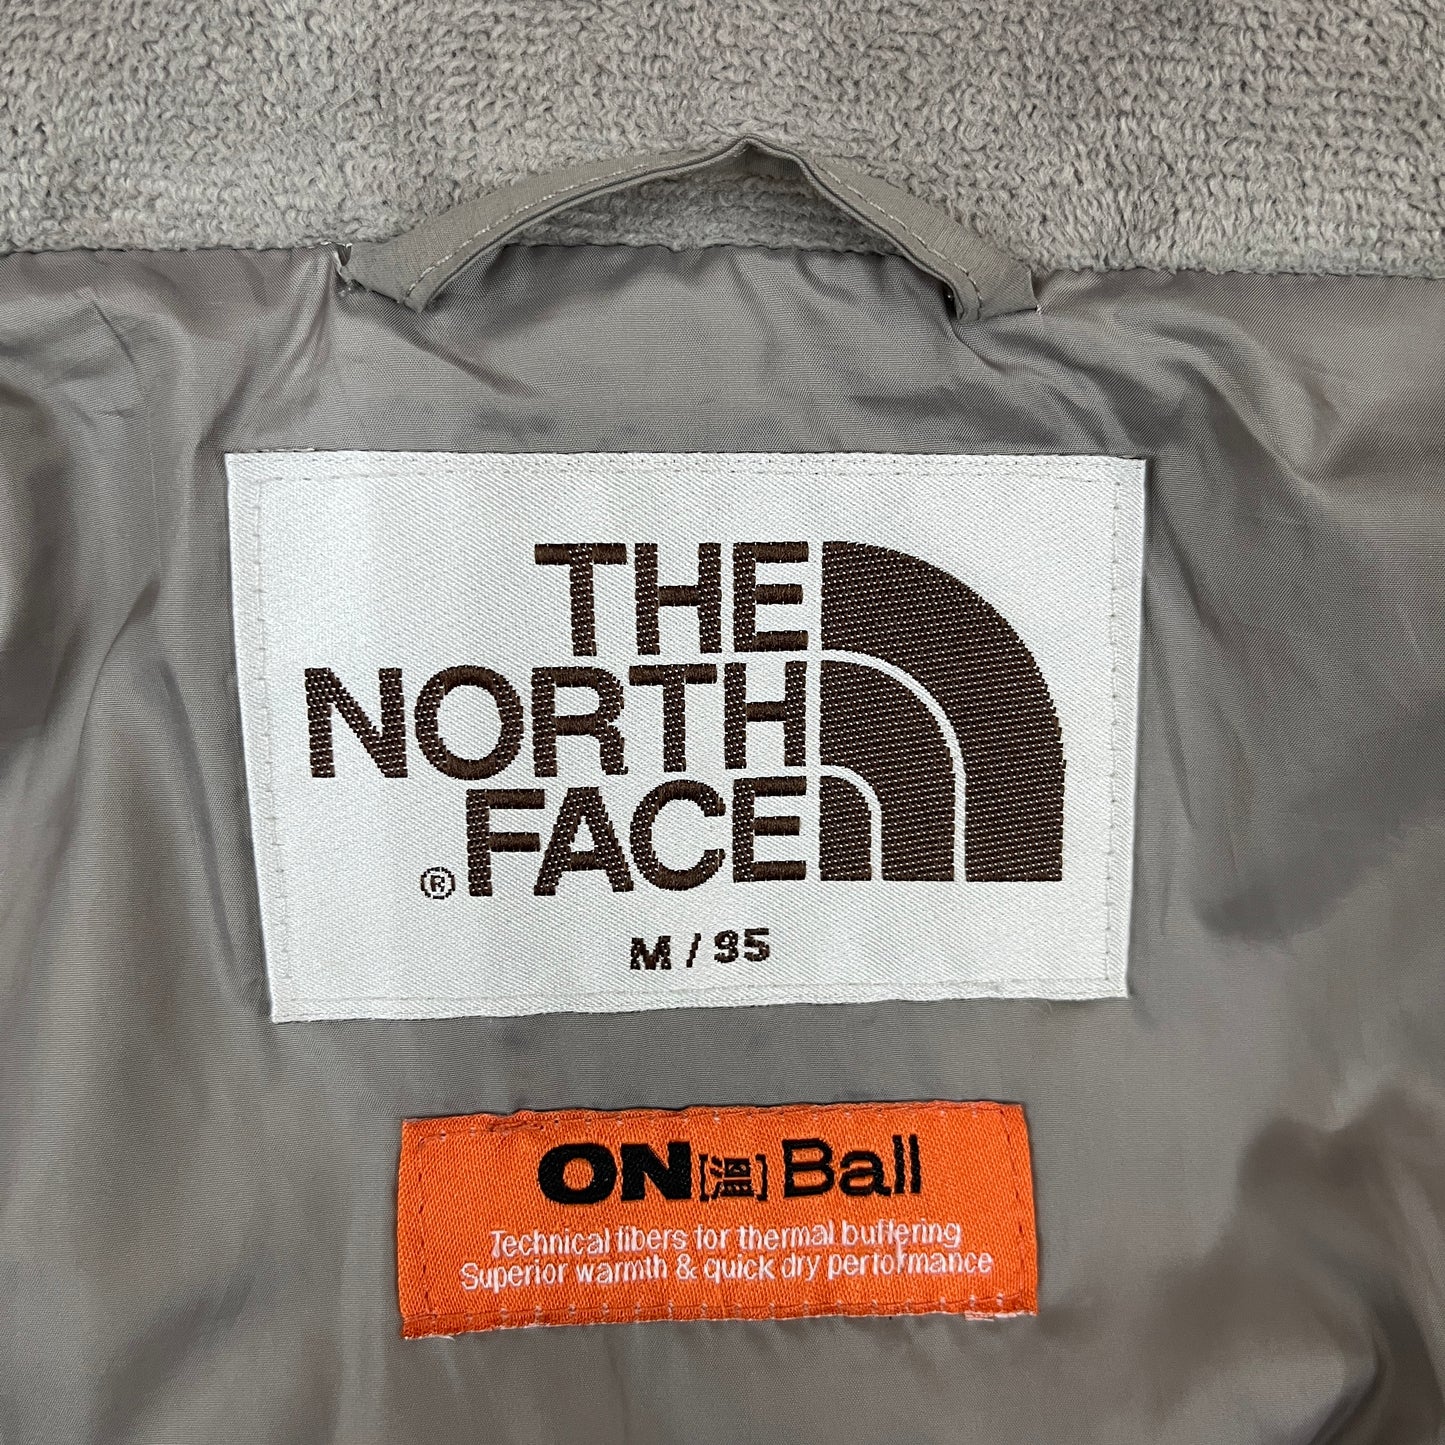 THE
NORTH
FACE
®
M / 95
ON[溫] Ball
Technical fibers for thermal buffering
Superior warmth & quick dry performance